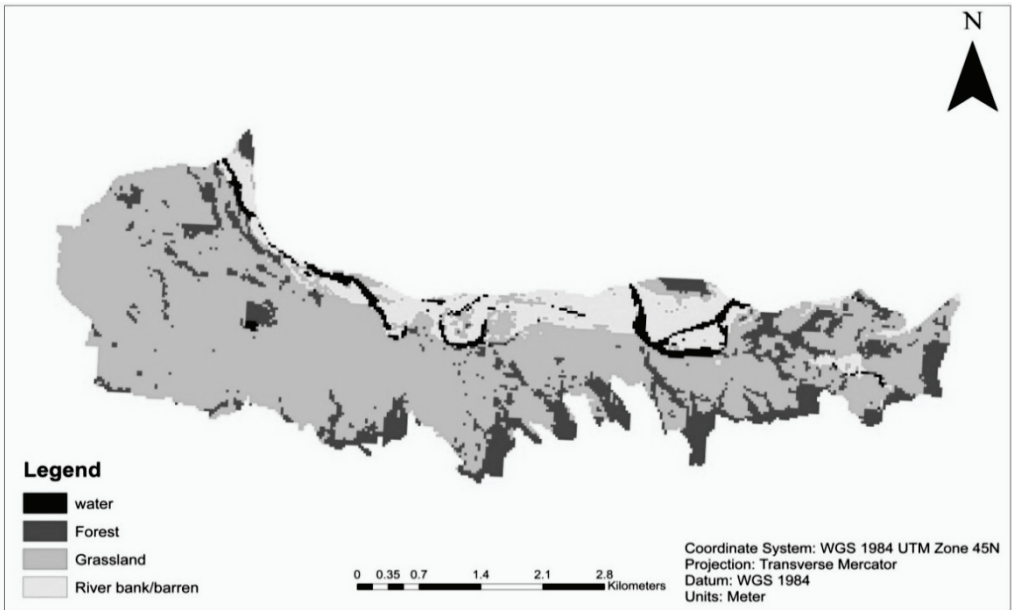 N
Legend
water
Forest
Grassland
River bank/barren
0 0.35 0.7 1.4 2.1 2.8
Kilometers
Coordinate System: WGS 1984 UTM Zone 45N
Projection: Transverse Mercator
Datum: WGS 1984
Units: Meter